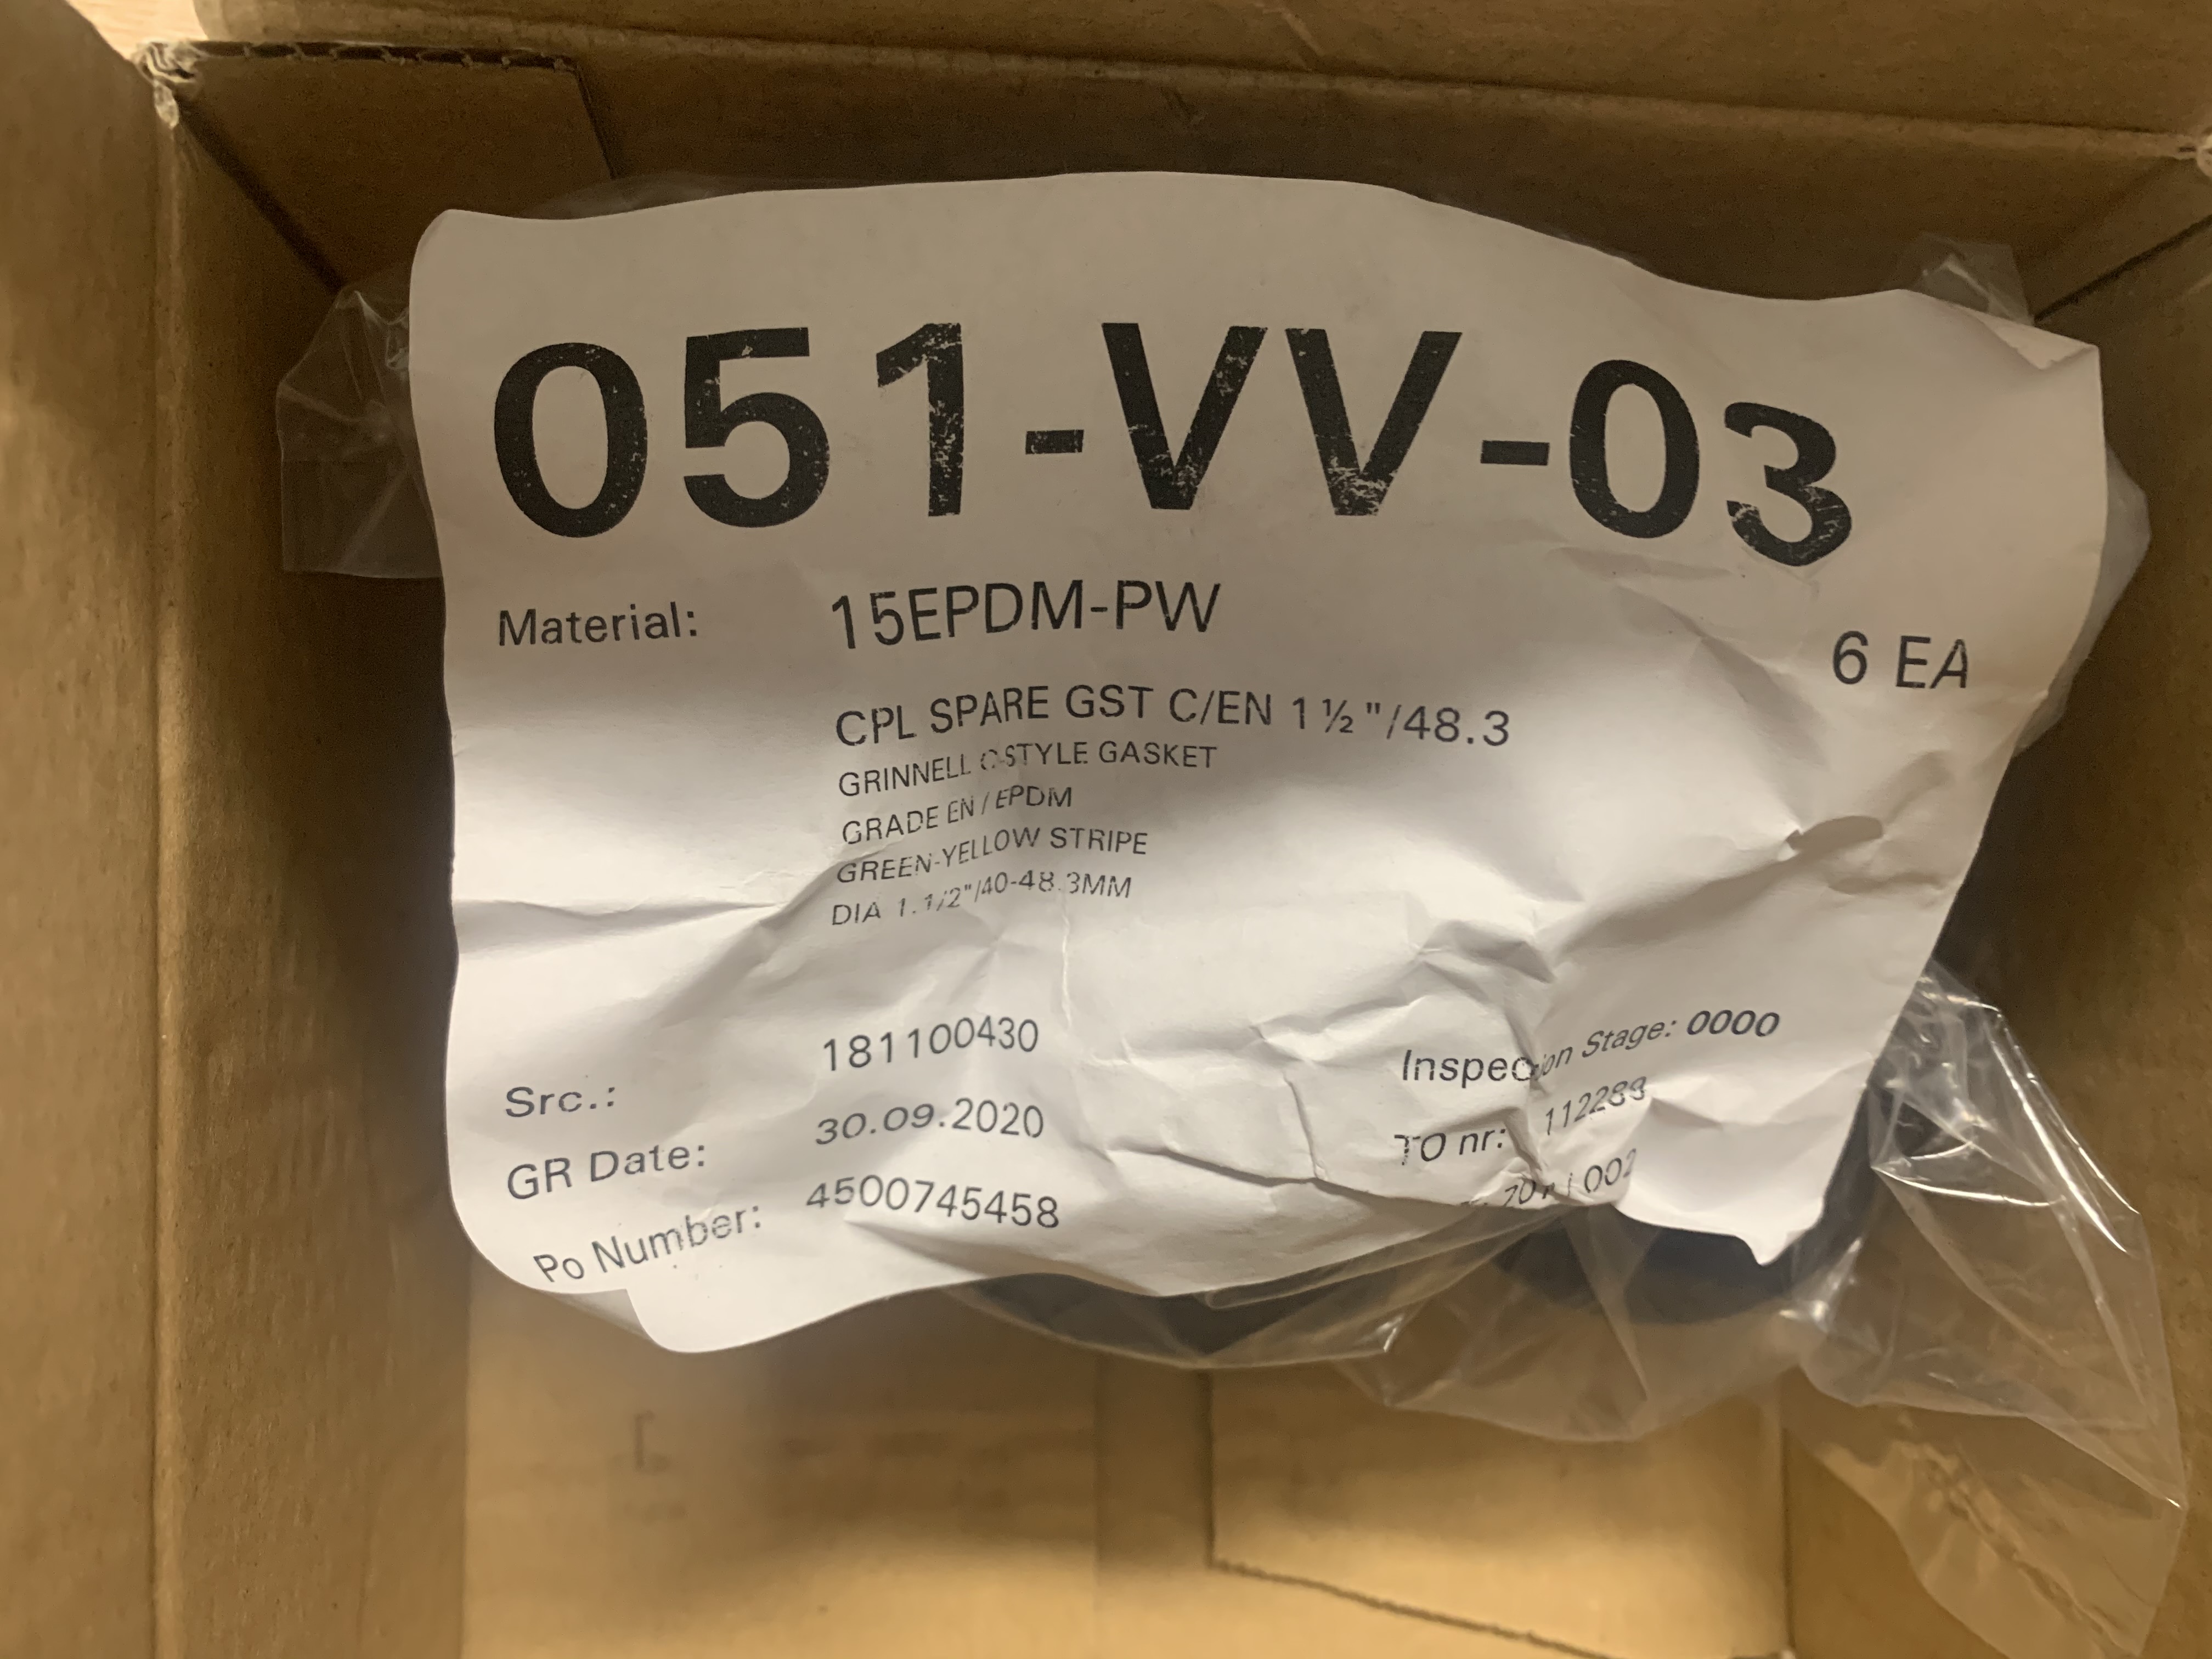 051-VV-03
Material: 15EPDM-PW 6 EA
CPL SPARE GST C/EN 1½"/48.3
GRINNELL C-STYLE GASKET
GRADE EN / EPDM
GREEN-YELLOW STRIPE
DIA 1.1/2"/40-48.3MM
Src.: 181100430 Inspection Stage: 0000
GR Date: 30.09.2020 TO nr:
Po Number: 4500745458